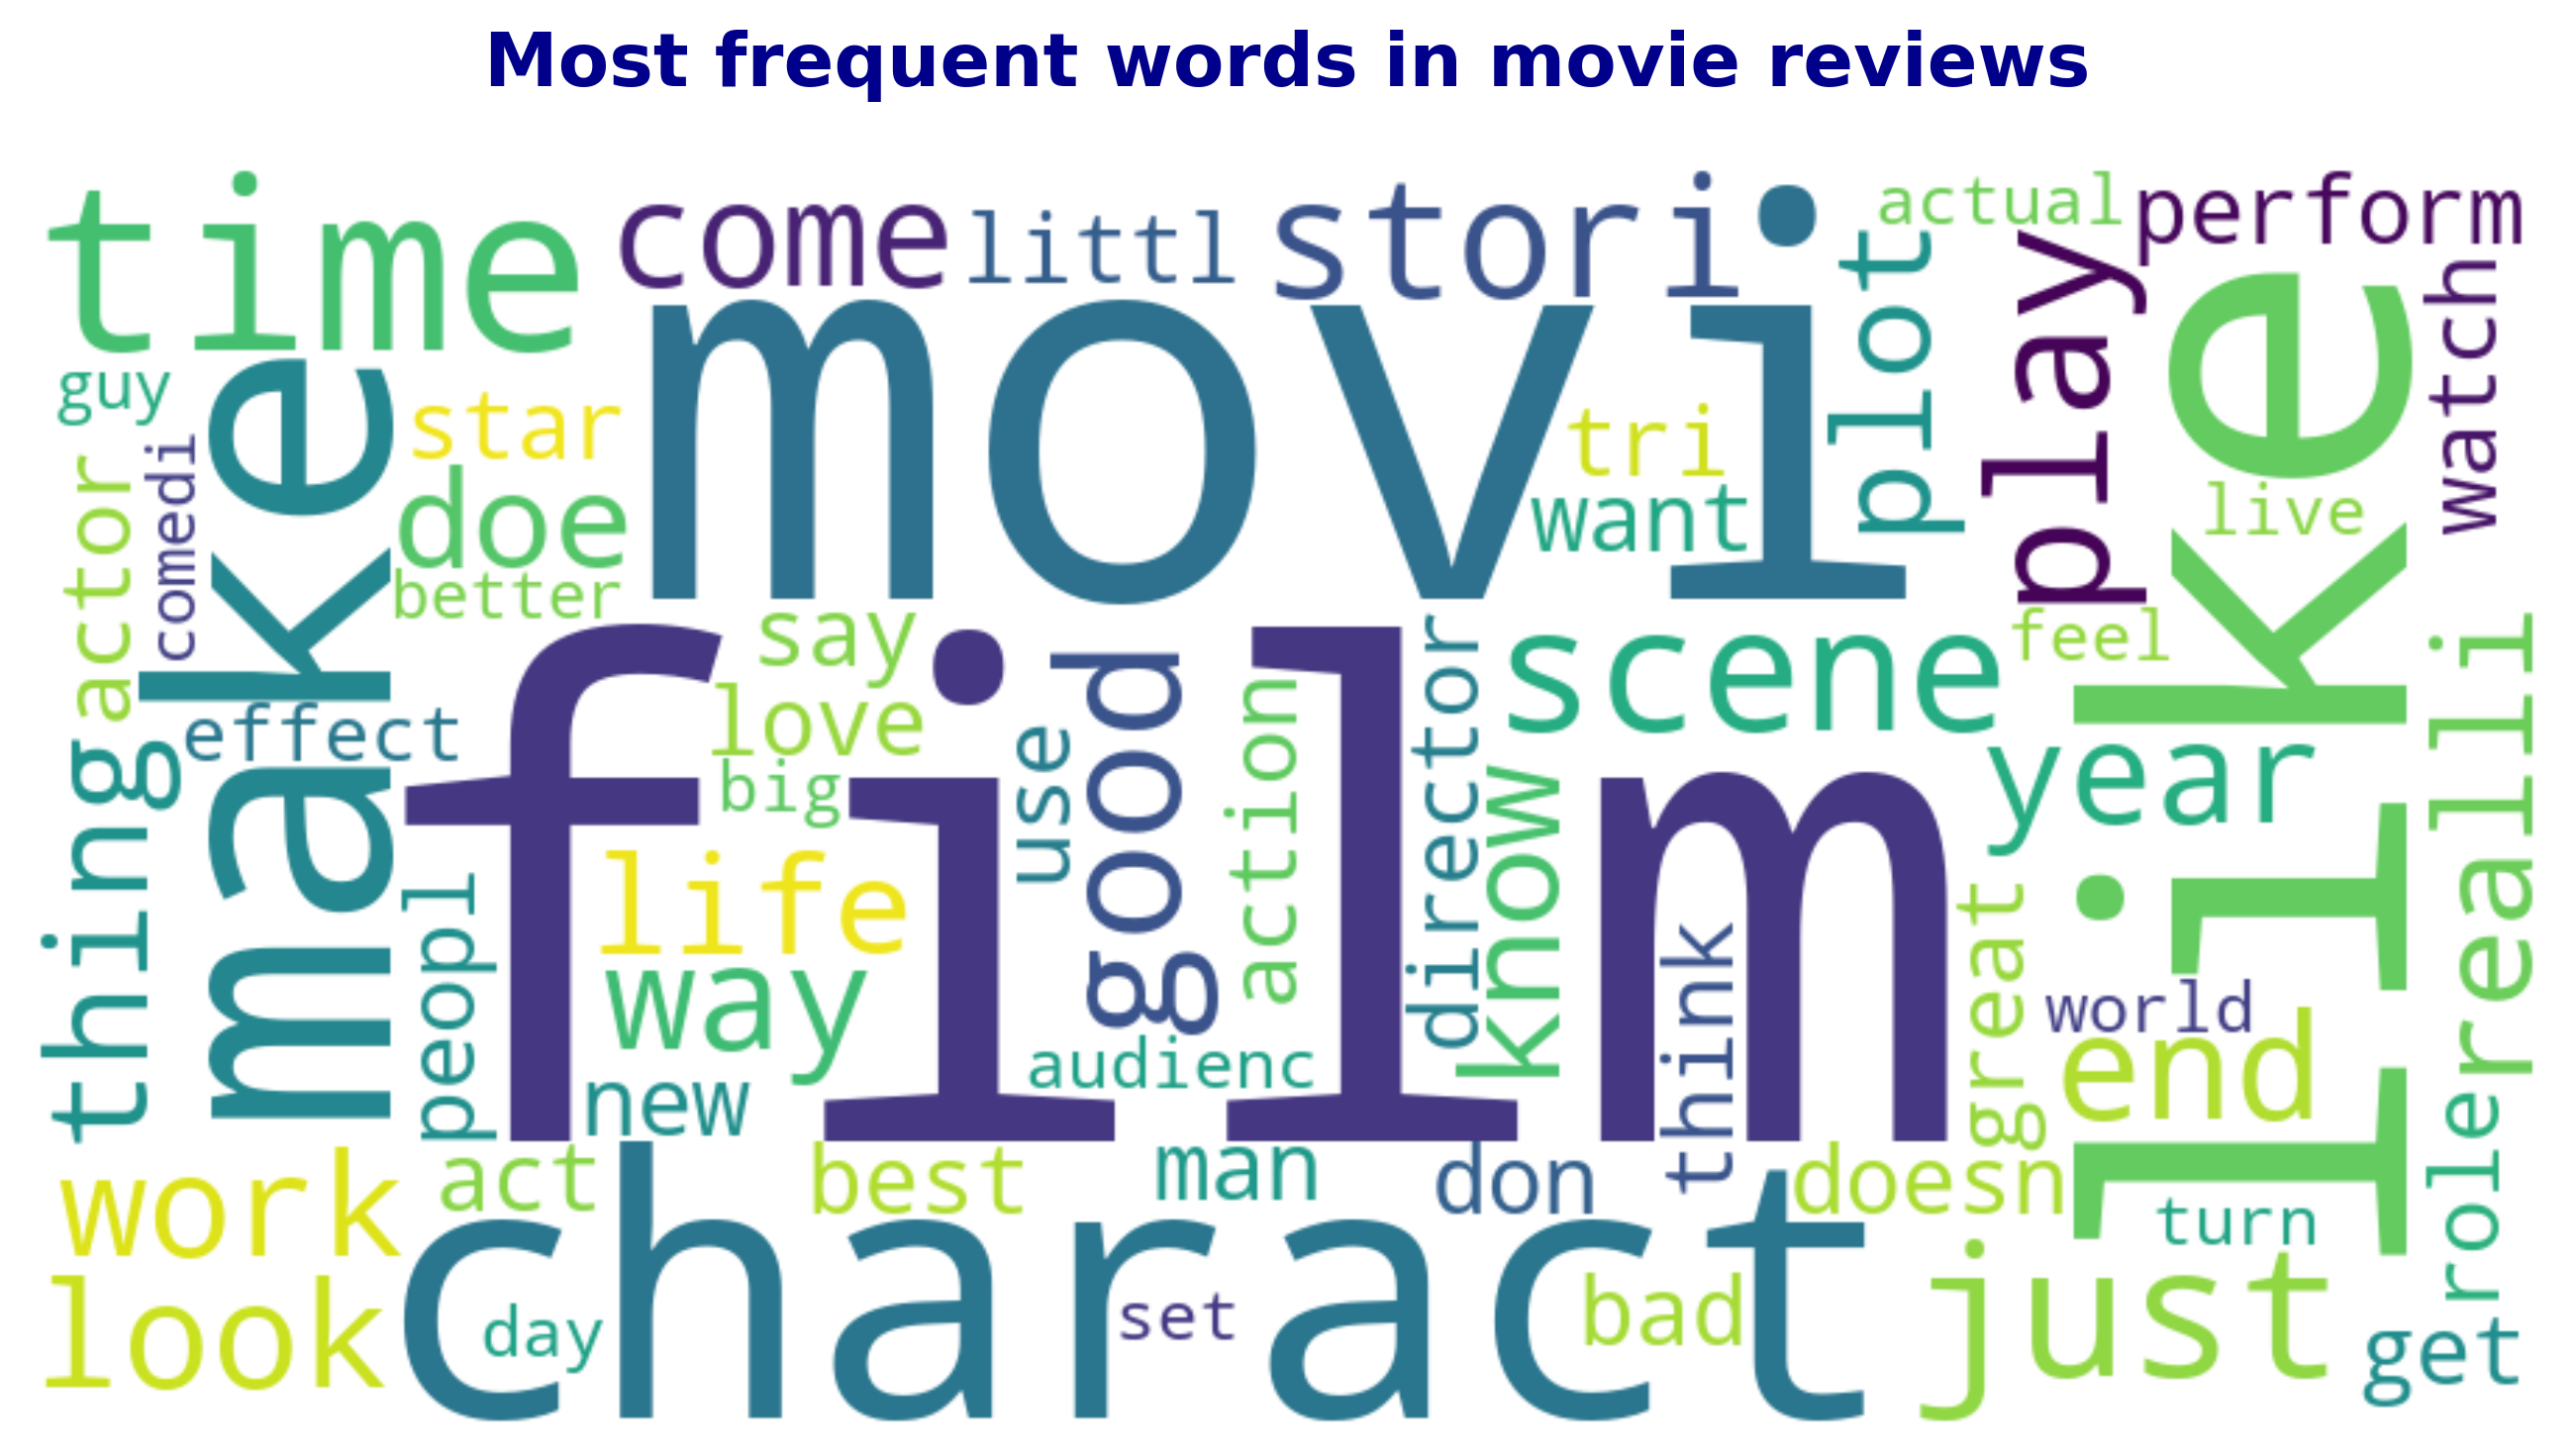 Most frequent words in movie reviews
time
come
littl
stori
actual
perform
movi
plot
play
like
watch
guy
star
tri
want
live
make
comedi
actor
doe
better
say
scene
feel
film
good
love
effect
use
action
director
know
year
realli
big
thing
life
peopl
way
think
great
world
end
audienc
new
work
act
best
man
don
doesn
role
turn
charact
look
day
set
bad
just
get